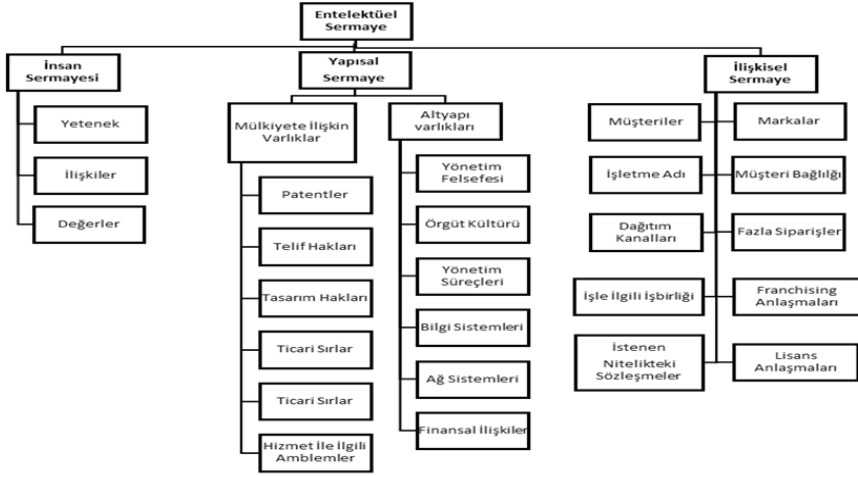 Entelektüel
Sermaye
İnsan
Sermayesi
Yetenek
İlişkiler
Değerler
Yapısal
Sermaye
Mülkiyete İlişkin
Varlıklar
Patentler
Telif Hakları
Tasarım Hakları
Ticari Sırlar
Ticari Sırlar
Hizmet İle İlgili
Amblemler
Altyapı
varlıkları
Yönetim
Felsefesi
Örgüt Kültürü
Yönetim
Süreçleri
Bilgi Sistemleri
Ağ Sistemleri
Finansal İlişkiler
İlişkisel
Sermaye
Müşteriler
Markalar
İşletme Adı
Müşteri Bağlılğı
Dağıtım
Kanalları
Fazla Siparişler
İşle İlgili İşbirliği
Franchising
Anlaşmaları
İstenen
Nitelikteki
Sözleşmeler
Lisans
Anlaşmaları